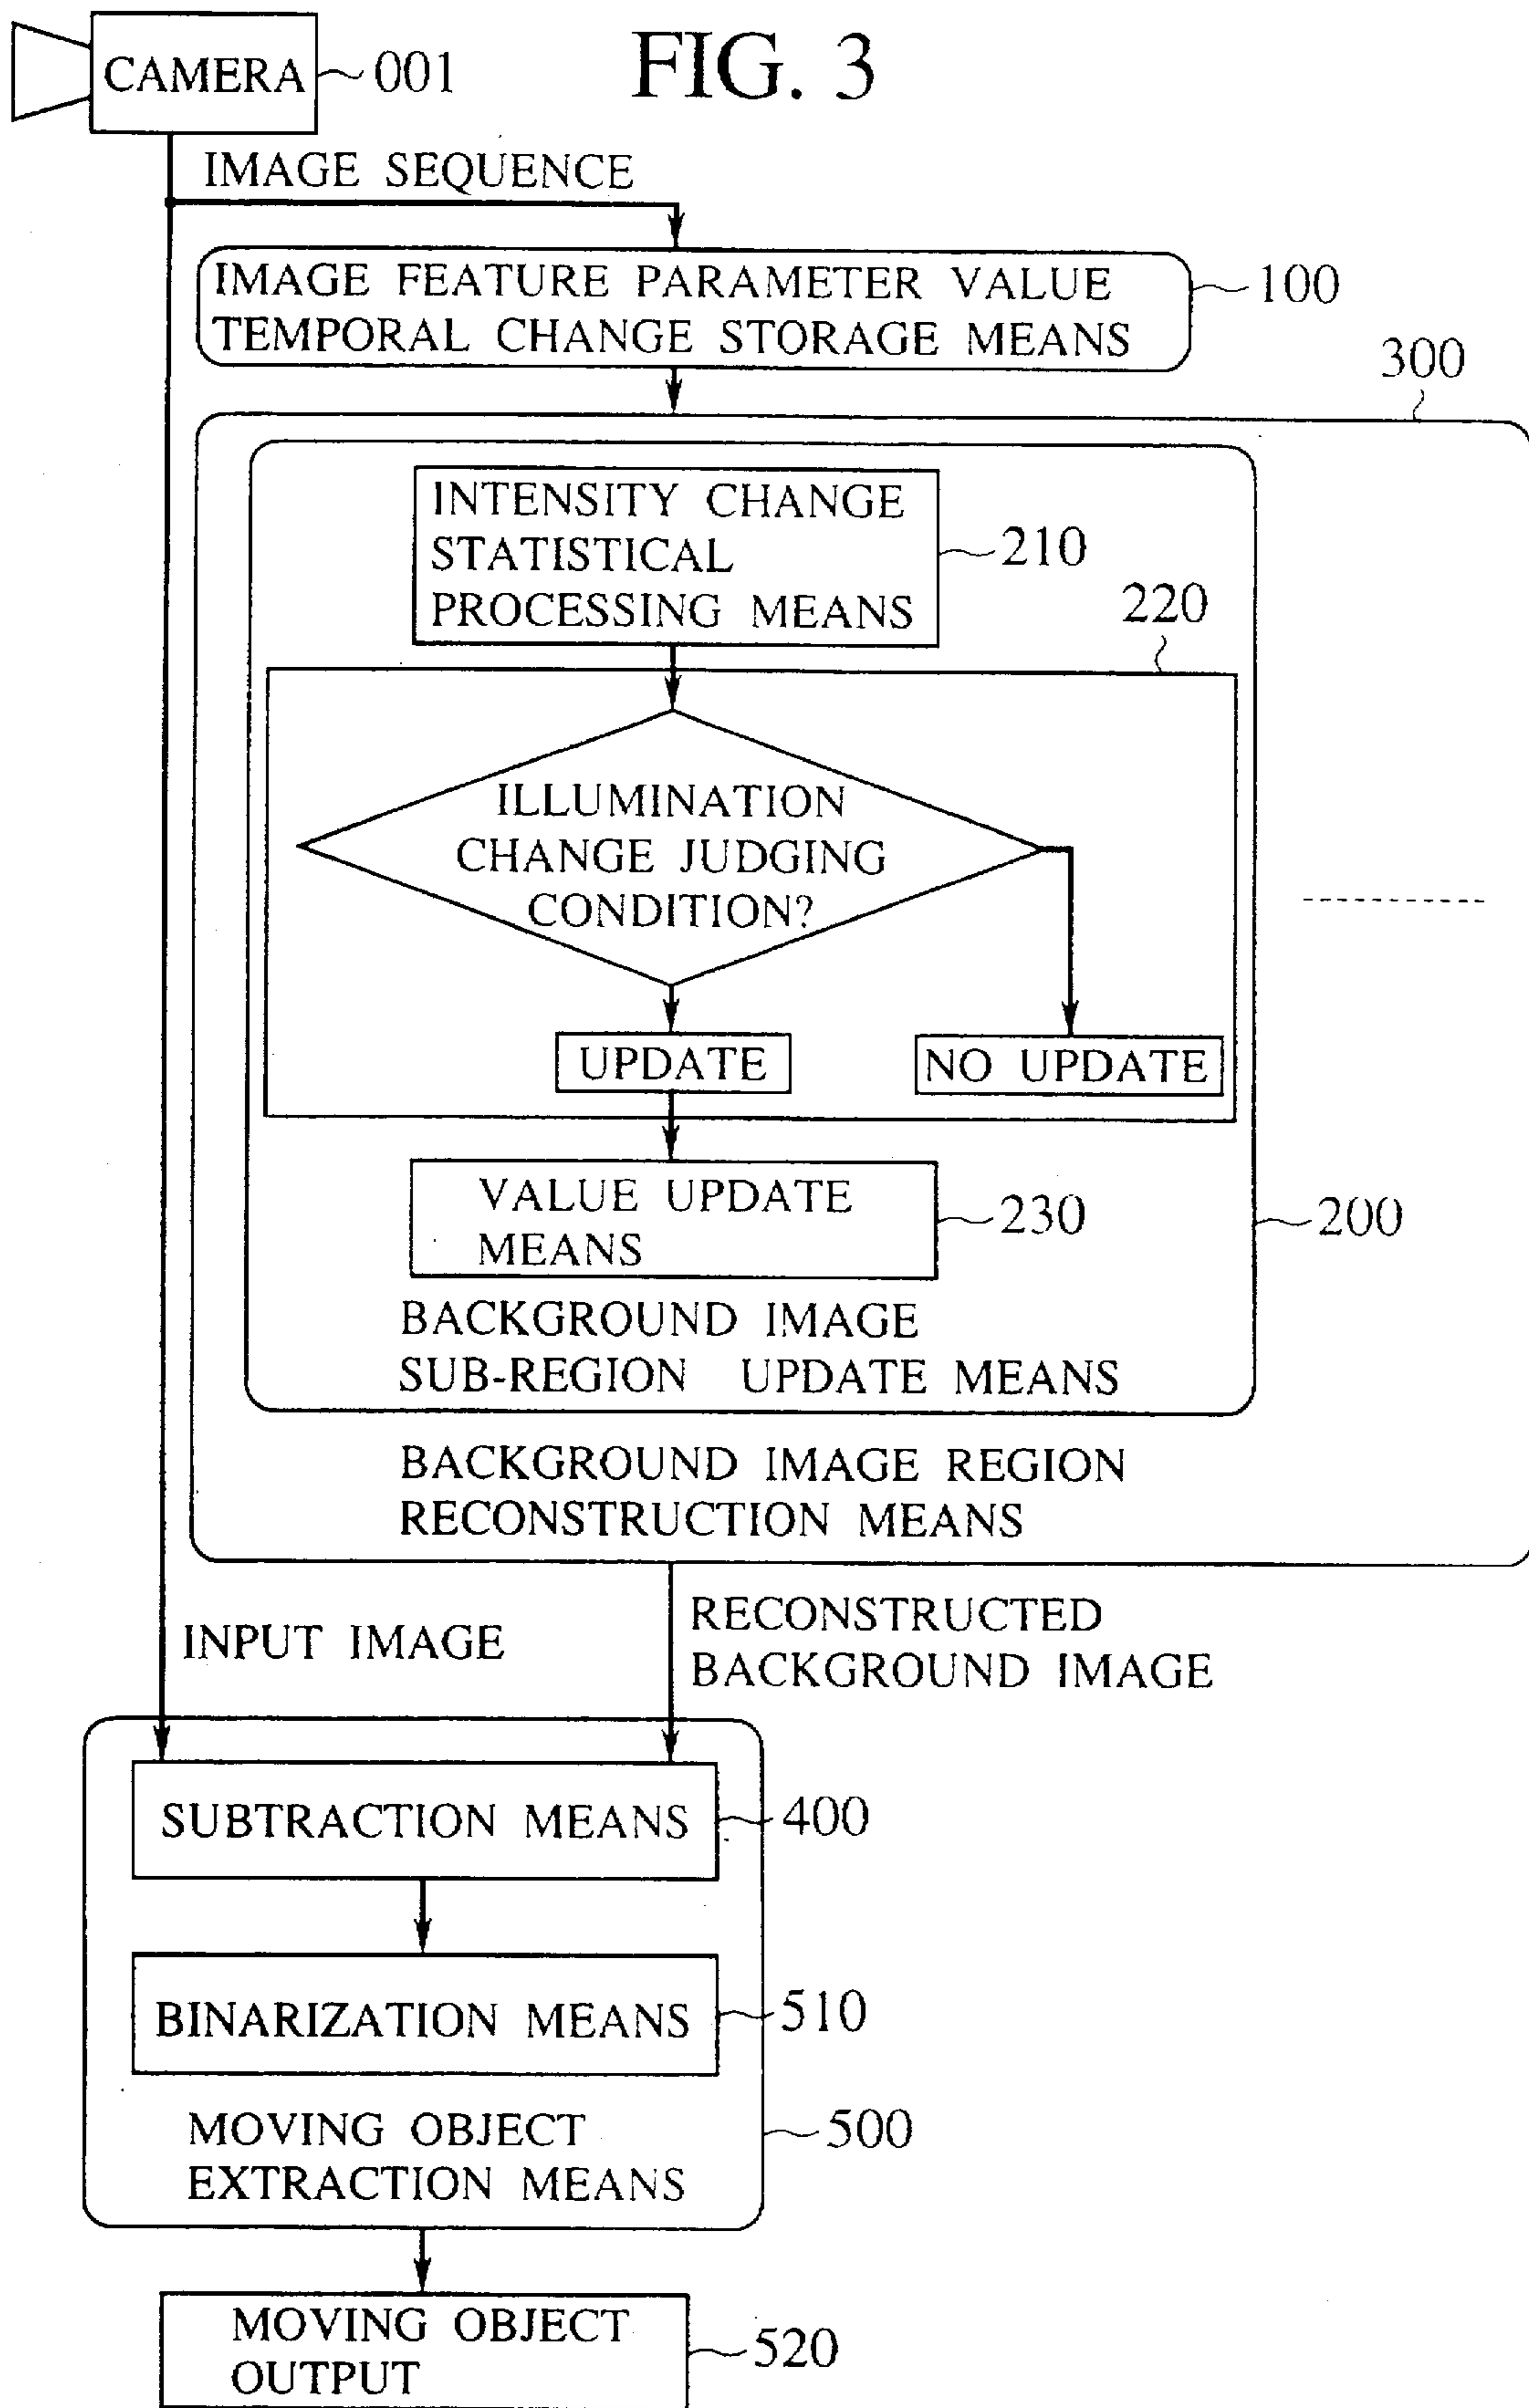 FIG. 3
CAMERA
001
IMAGE SEQUENCE
IMAGE FEATURE PARAMETER VALUE
TEMPORAL CHANGE STORAGE MEANS
100
300
INTENSITY CHANGE
STATISTICAL
PROCESSING MEANS
210
220
ILLUMINATION
CHANGE JUDGING
CONDITION?
UPDATE
NO UPDATE
VALUE UPDATE
MEANS
230
200
BACKGROUND IMAGE
SUB-REGION UPDATE MEANS
BACKGROUND IMAGE REGION
RECONSTRUCTION MEANS
INPUT IMAGE
RECONSTRUCTED
BACKGROUND IMAGE
SUBTRACTION MEANS
400
BINARIZATION MEANS
510
MOVING OBJECT
EXTRACTION MEANS
500
MOVING OBJECT
OUTPUT
520